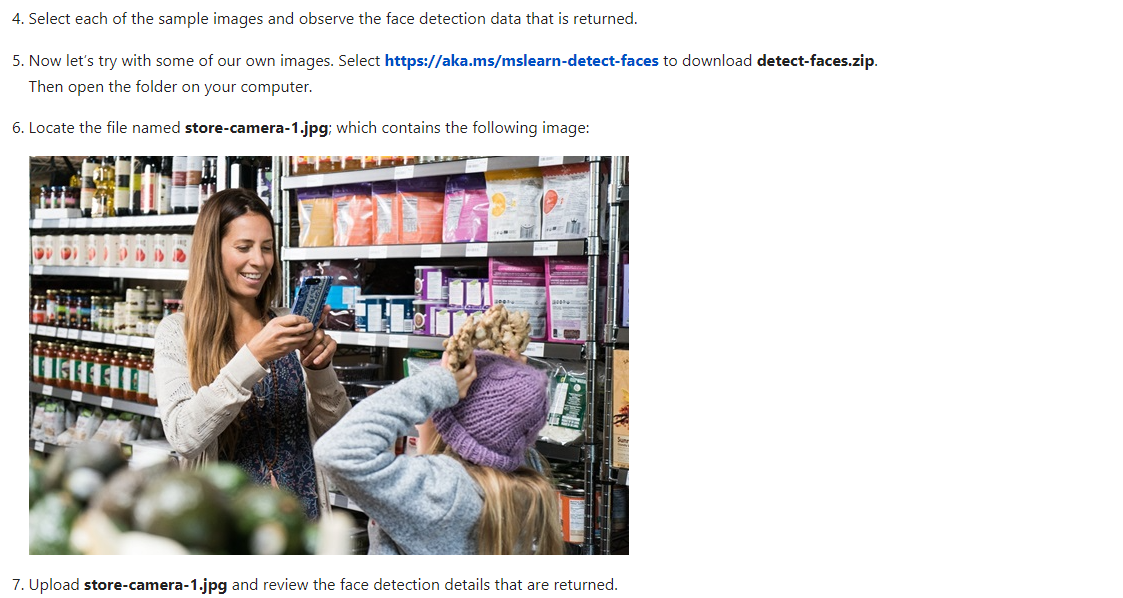 4. Select each of the sample images and observe the face detection data that is returned.
5. Now let's try with some of our own images. Select https://aka.ms/mslearn-detect-faces to download detect-faces.zip.
Then open the folder on your computer.
6. Locate the file named store-camera-1.jpg; which contains the following image:
7. Upload store-camera-1.jpg and review the face detection details that are returned.